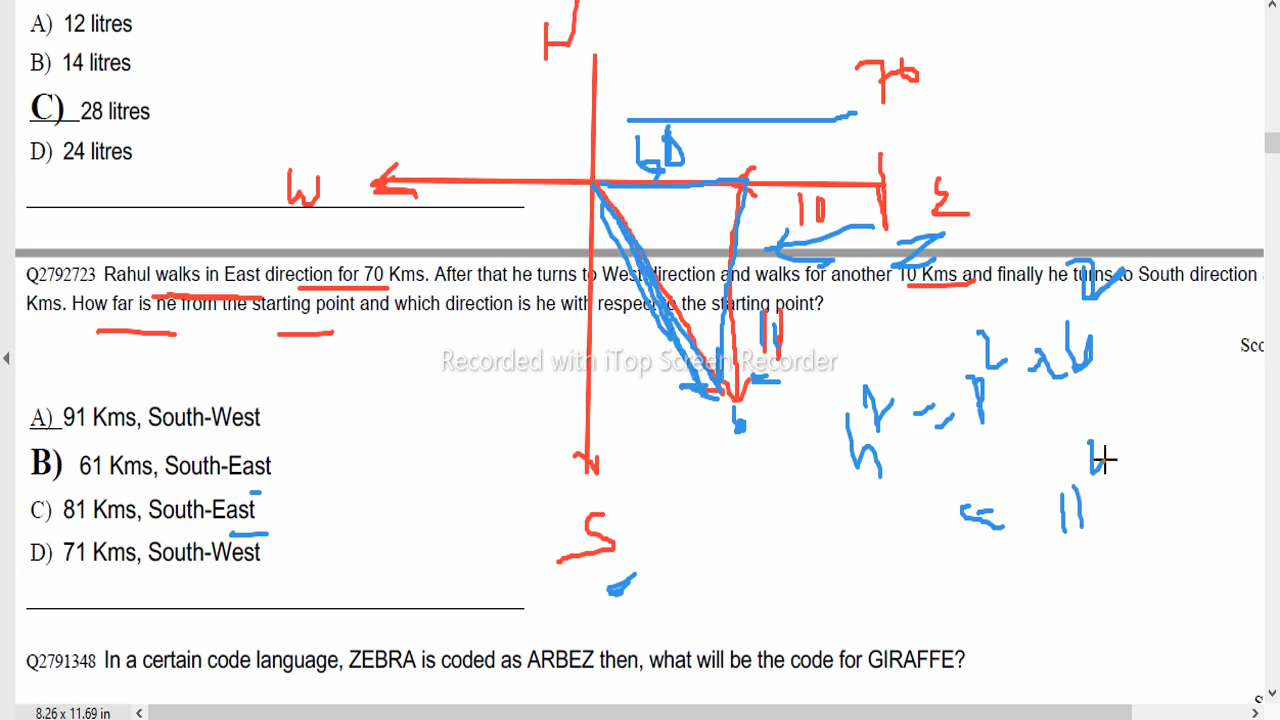 A) 12 litres
B) 14 litres
C) 28 litres
D) 24 litres
W
70
60
10
Q2792723 Rahul walks in East direction for 70 Kms. After that he turns to West direction and walks for another 10 Kms and finally he turns to South direction
Kms. How far is he from the starting point and which direction is he with respect to the starting point?
11
Recorded with iTop Screen Recorder
A) 91 Kms, South-West
B) 61 Kms, South-East
C) 81 Kms, South-East
D) 71 Kms, South-West
S
= 11
Q2791348 In a certain code language, ZEBRA is coded as ARBEZ then, what will be the code for GIRAFFE?
8.26 x 11.69 in